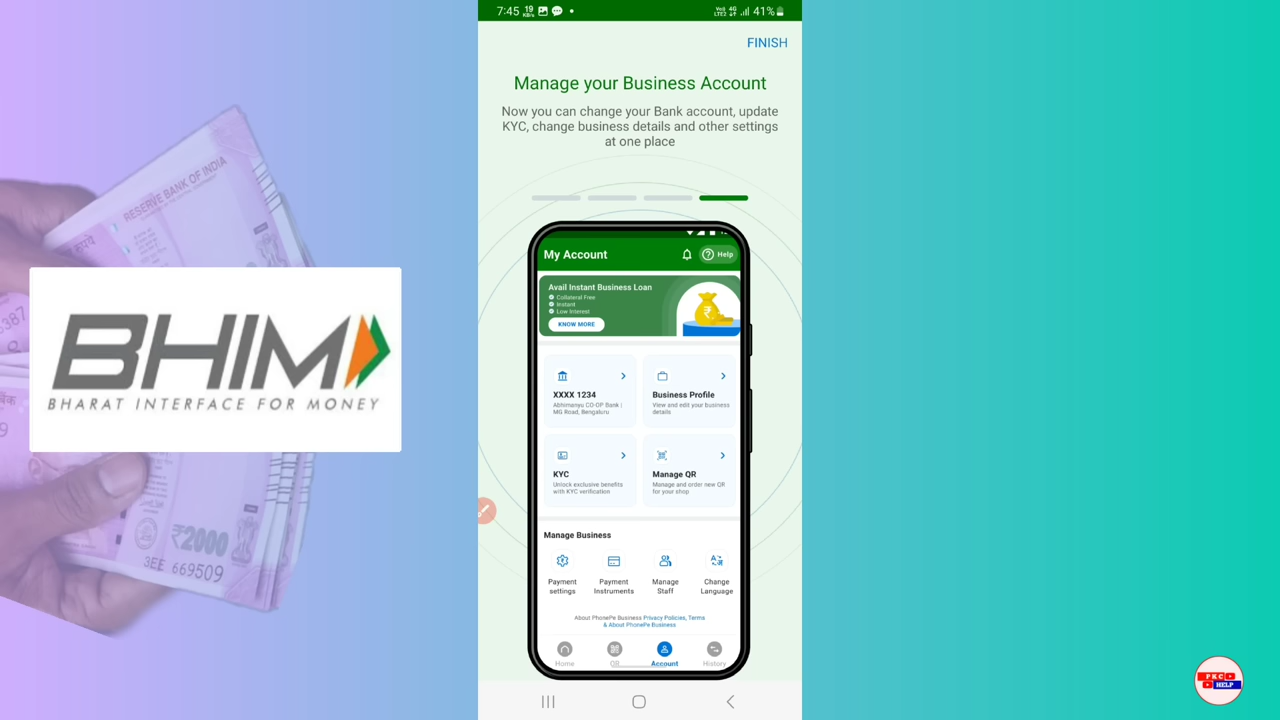 7:45 19 KB/s
Vo) 4G
LTE2
41%
FINISH
Manage your Business Account
Now you can change your Bank account, update
KYC, change business details and other settings
at one place
My Account
Help
Avail Instant Business Loan
Collateral Free
Instant
Low Interest
KNOW MORE
XXXX 1234
Abhimanyu CO-OP Bank |
MG Road, Bengaluru
Business Profile
View and edit your business
details
KYC
Unlock exclusive benefits
with KYC verification
Manage QR
Manage and order new QR
for your shop
Manage Business
Payment
settings
Payment
Instruments
Manage
Staff
Change
Language
About PhonePe Business Privacy Policies, Terms
& About PhonePe Business
Home
QR
Account
History
RESERVE BANK OF INDIA
BHIM
BHARAT INTERFACE FOR MONEY
₹2000
3EE 669509
PKC
HELP